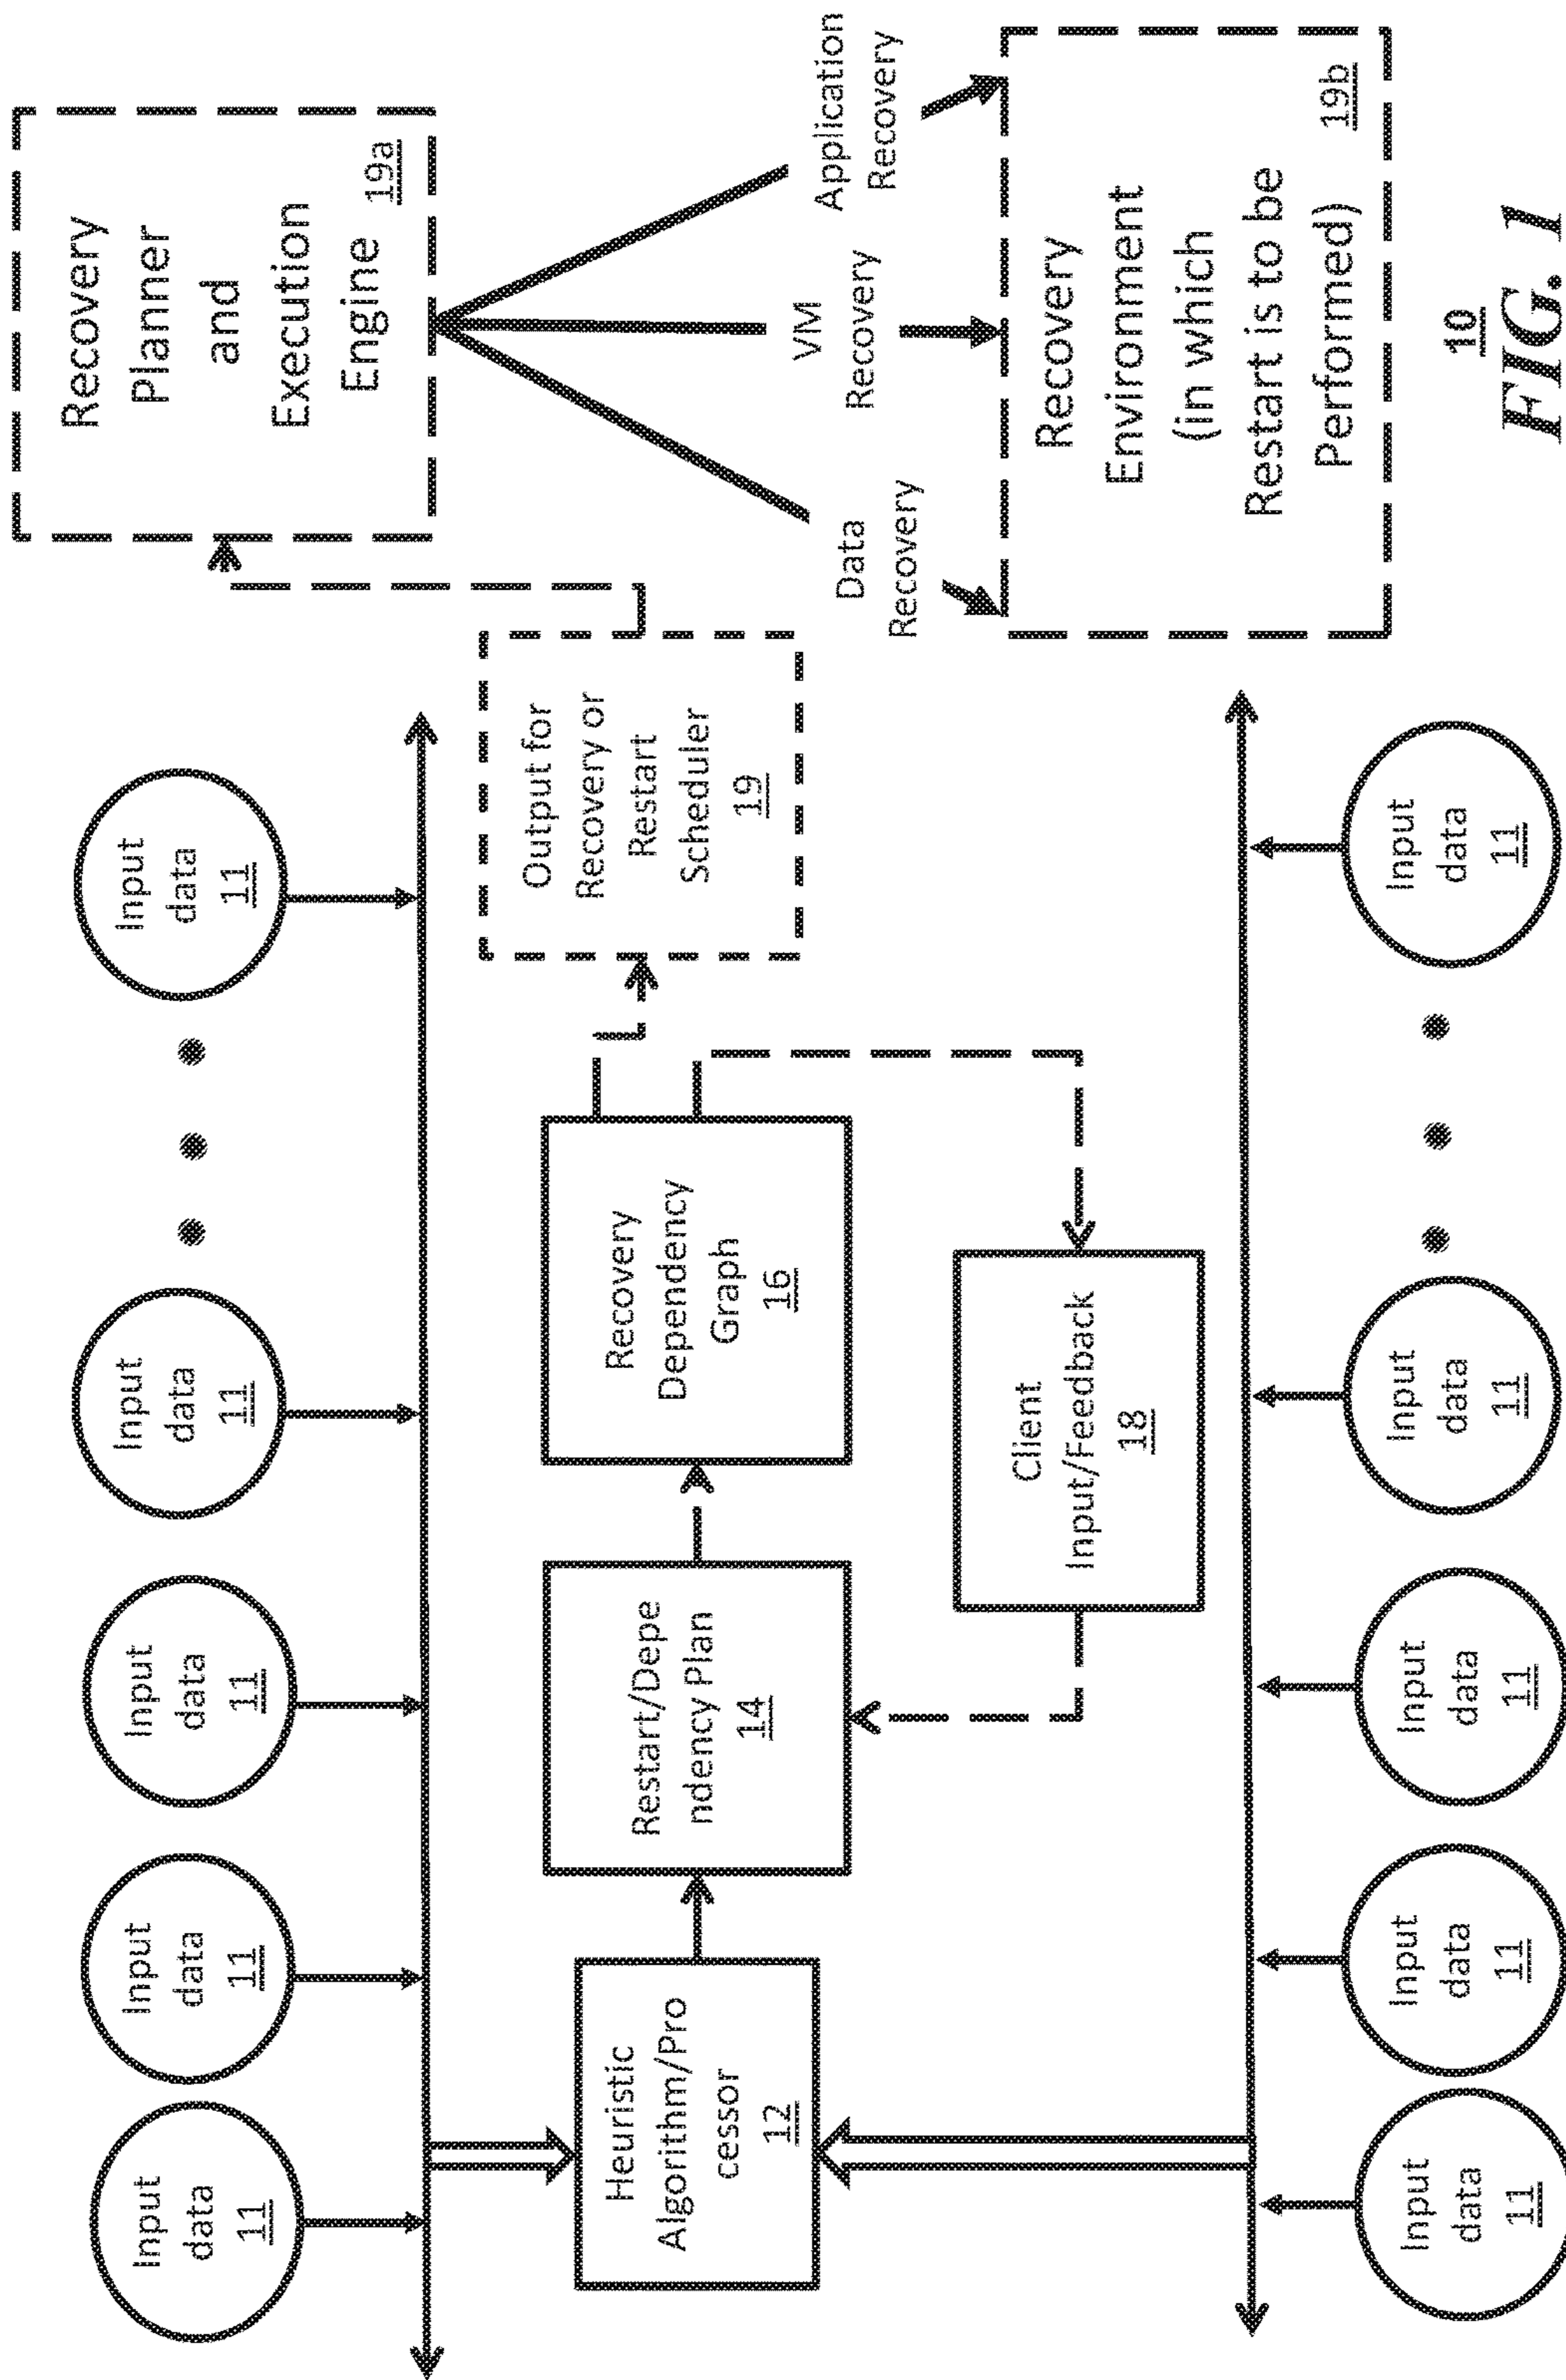 Input
data
11
Input
data
11
Input
data
11
Input
data
11
Input
data
11
Recovery
Planner
and
Execution
Engine
19a
Heuristic
Algorithm/Pro
cessor
12
Restart/Depe
ndency Plan
14
Recovery
Dependency
Graph
16
Output for
Recovery or
Restart
Scheduler
19
Client
Input/Feedback
18
Data
Recovery
VM
Recovery
Application
Recovery
Recovery
Environment
(in which
Restart is to be
Performed)
19b
Input
data
11
Input
data
11
Input
data
11
Input
data
11
Input
data
11
10
FIG. 1